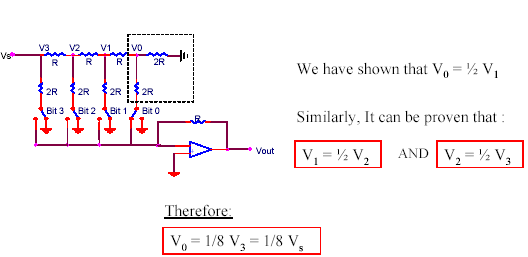 V3 V2 V1 V0
Vs
R R R 2R
2R 2R 2R 2R
Bit 3 Bit 2 Bit 1 Bit 0
R
Vout
We have shown that V₀ = ½ V₁
Similarly, It can be proven that :
V₁ = ½ V₂ AND V₂ = ½ V₃
Therefore:
V₀ = 1/8 V₃ = 1/8 Vₛ